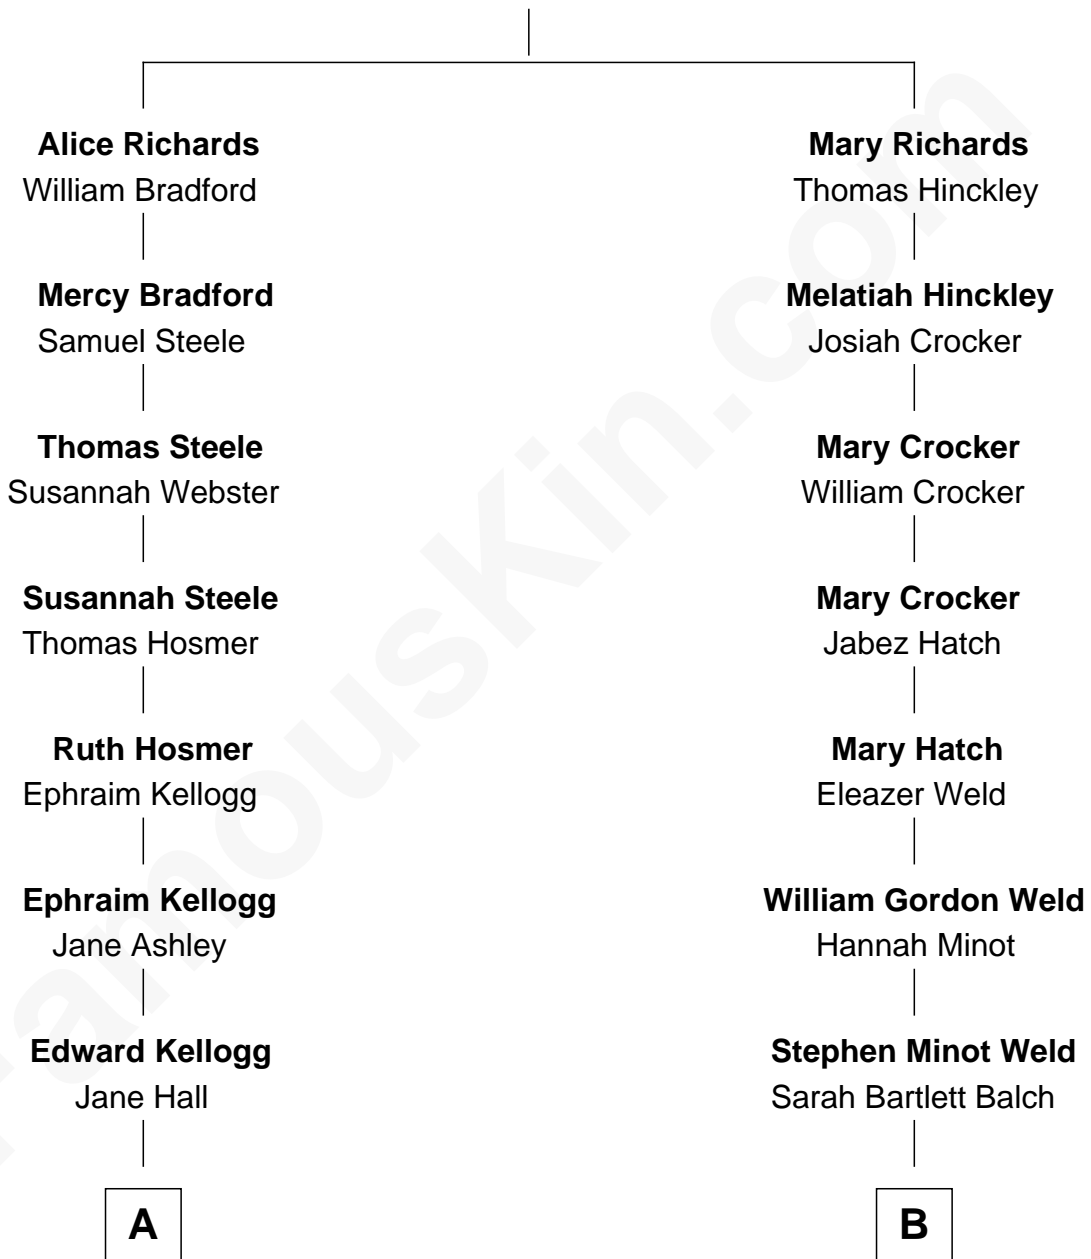 Alice Richards
William Bradford
Mercy Bradford
Samuel Steele
Thomas Steele
Susannah Webster
Susannah Steele
Thomas Hosmer
Ruth Hosmer
Ephraim Kellogg
Ephraim Kellogg
Jane Ashley
Edward Kellogg
Jane Hall
A
Mary Richards
Thomas Hinckley
Melatiah Hinckley
Josiah Crocker
Mary Crocker
William Crocker
Mary Crocker
Jabez Hatch
Mary Hatch
Eleazer Weld
William Gordon Weld
Hannah Minot
Stephen Minot Weld
Sarah Bartlett Balch
B
FamousKin.com